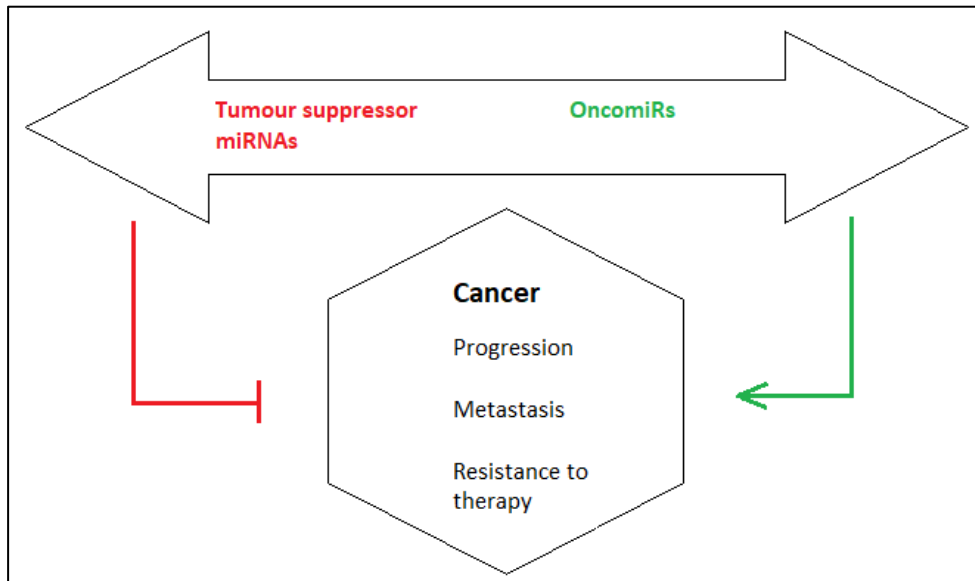 Tumour suppressor
miRNAs
OncomiRs
Cancer
Progression
Metastasis
Resistance to
therapy